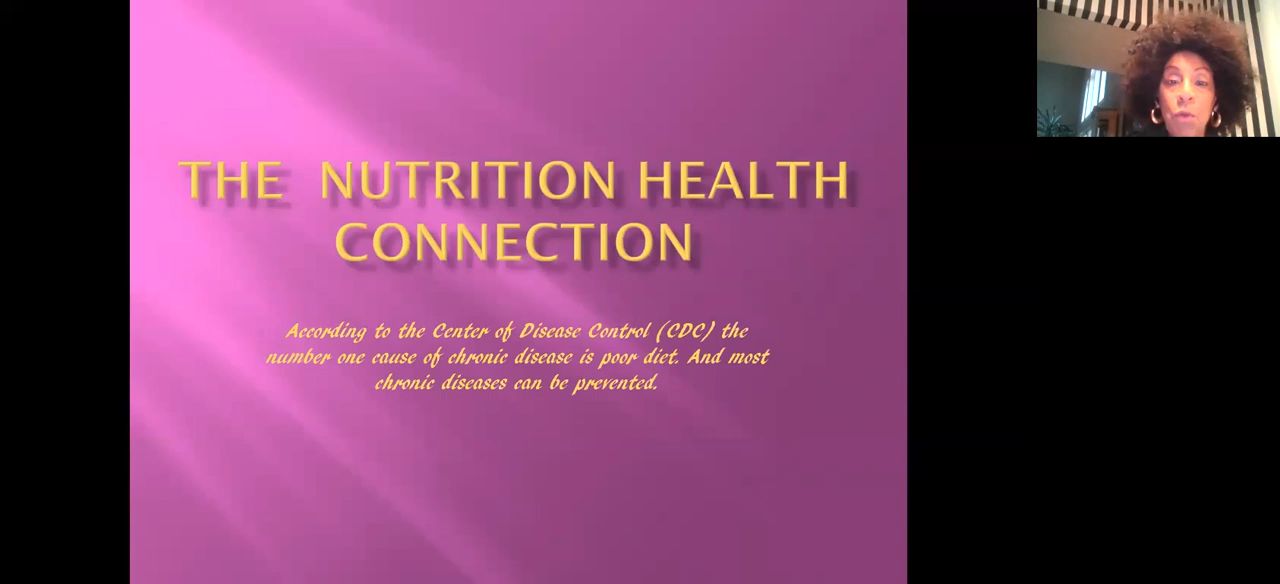 THE NUTRITION HEALTH
CONNECTION
According to the Center of Disease Control (CDC) the
number one cause of chronic disease is poor diet. And most
chronic diseases can be prevented.